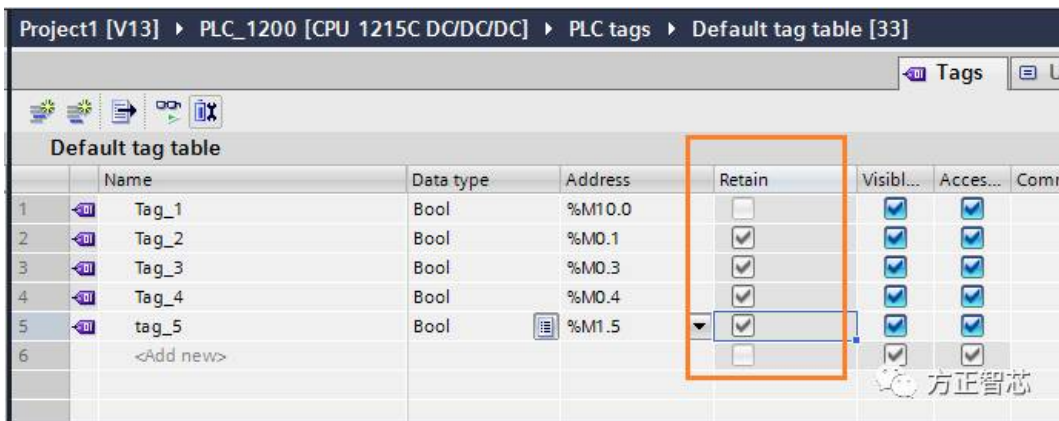 Project1 [V13] ▸ PLC_1200 [CPU 1215C DC/DC/DC] ▸ PLC tags ▸ Default tag table [33]
Tags U
Default tag table
Name Data type Address Retain Visibl... Acces... Comr
1 Tag_1 Bool %M10.0
2 Tag_2 Bool %M0.1
3 Tag_3 Bool %M0.3
4 Tag_4 Bool %M0.4
5 tag_5 Bool %M1.5
6 <Add new>
方正智芯